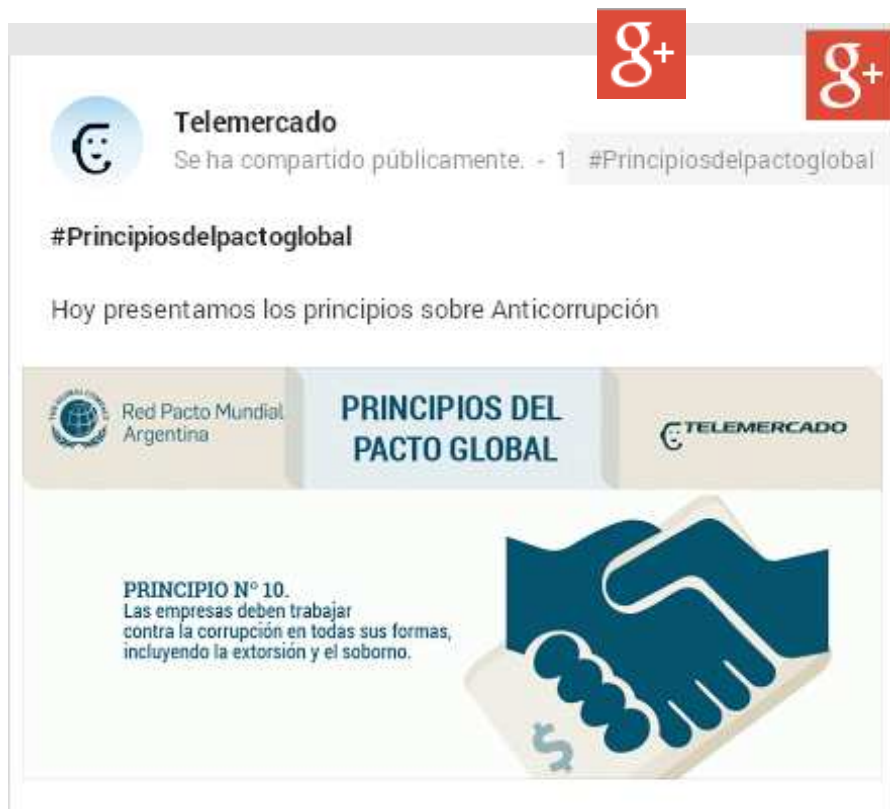 g+
g+
Telemercado
Se ha compartido públicamente. - 1
#Principiosdelpactoglobal
#Principiosdelpactoglobal
Hoy presentamos los principios sobre Anticorrupción
Red Pacto Mundial
Argentina
PRINCIPIOS DEL
PACTO GLOBAL
TELEMERCADO
PRINCIPIO N° 10.
Las empresas deben trabajar
contra la corrupción en todas sus formas,
incluyendo la extorsión y el soborno.
$